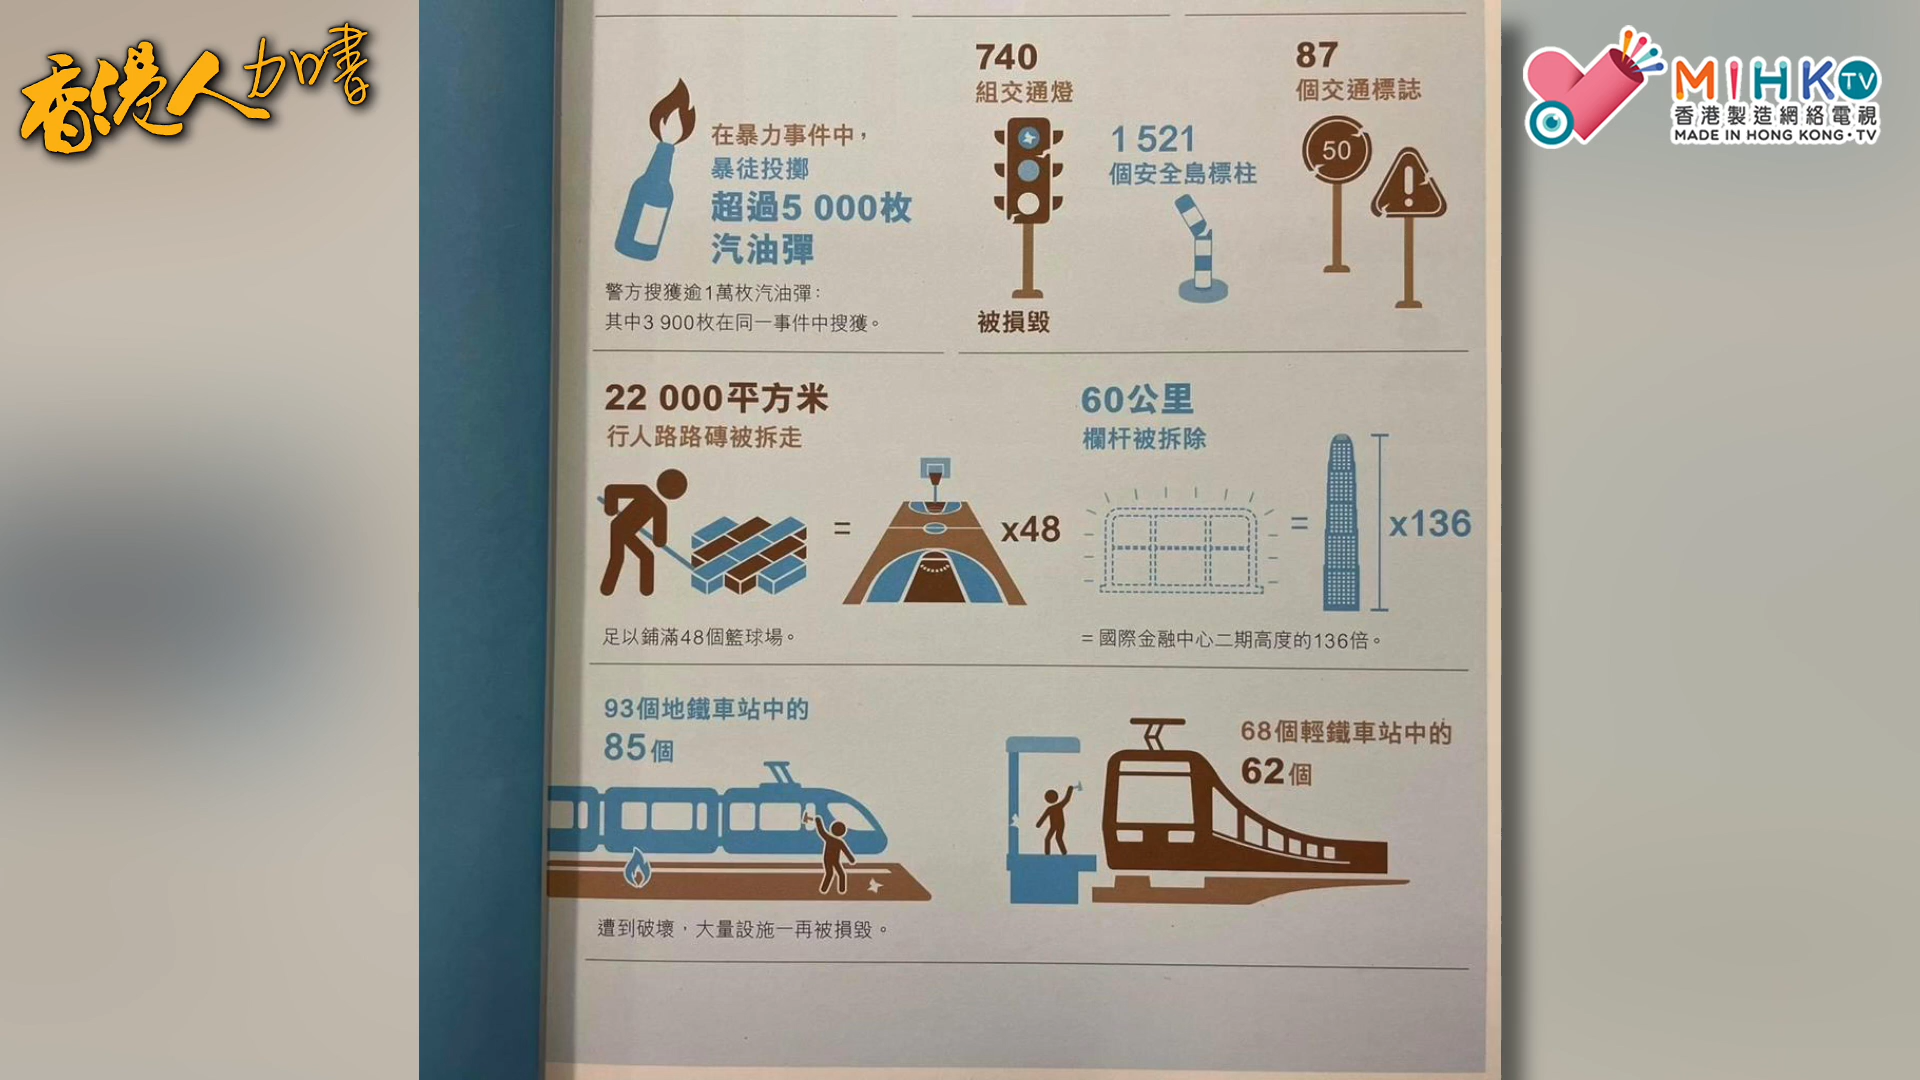 香港人加嘢
MIHK TV
香港製造網絡電視
MADE IN HONG KONG · TV
在暴力事件中，
暴徒投擲
超過5 000枚
汽油彈
警方搜獲逾1萬枚汽油彈：
其中3 900枚在同一事件中搜獲。
740
組交通燈
被損毀
1 521
個安全島標柱
87
個交通標誌
50
22 000平方米
行人路路磚被拆走
= x48
足以鋪滿48個籃球場。
60公里
欄杆被拆除
= x136
= 國際金融中心二期高度的136倍。
93個地鐵車站中的
85個
68個輕鐵車站中的
62個
遭到破壞，大量設施一再被損毀。